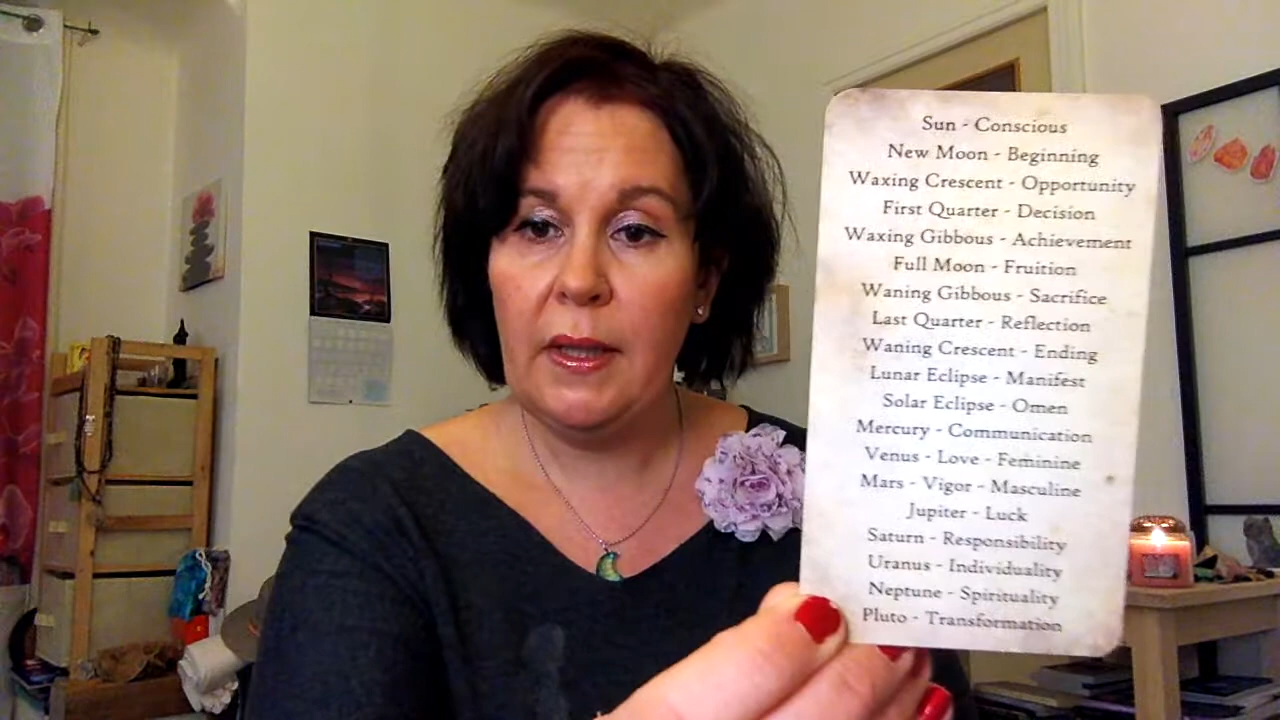 Sun - Conscious
New Moon - Beginning
Waxing Crescent - Opportunity
First Quarter - Decision
Waxing Gibbous - Achievement
Full Moon - Fruition
Waning Gibbous - Sacrifice
Last Quarter - Reflection
Waning Crescent - Ending
Lunar Eclipse - Manifest
Solar Eclipse - Omen
Mercury - Communication
Venus - Love - Feminine
Mars - Vigor - Masculine
Jupiter - Luck
Saturn - Responsibility
Uranus - Individuality
Neptune - Spirituality
Pluto - Transformation